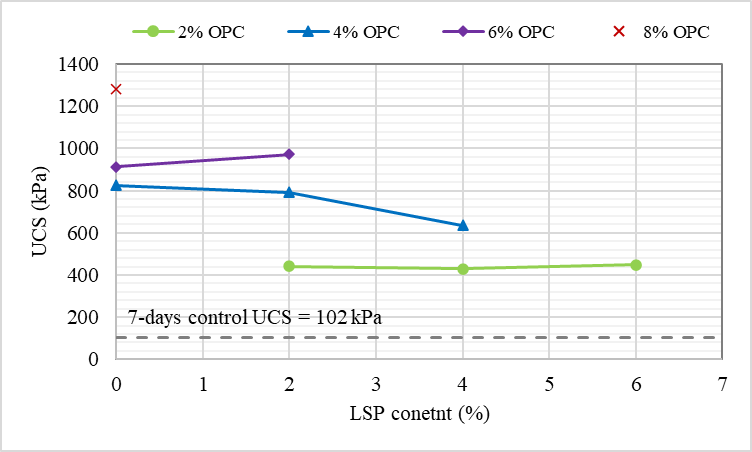 2% OPC 4% OPC 6% OPC 8% OPC
1400
1200
1000
800
600
400
200
0
UCS (kPa)
7-days control UCS = 102 kPa
0 1 2 3 4 5 6 7
LSP conetnt (%)